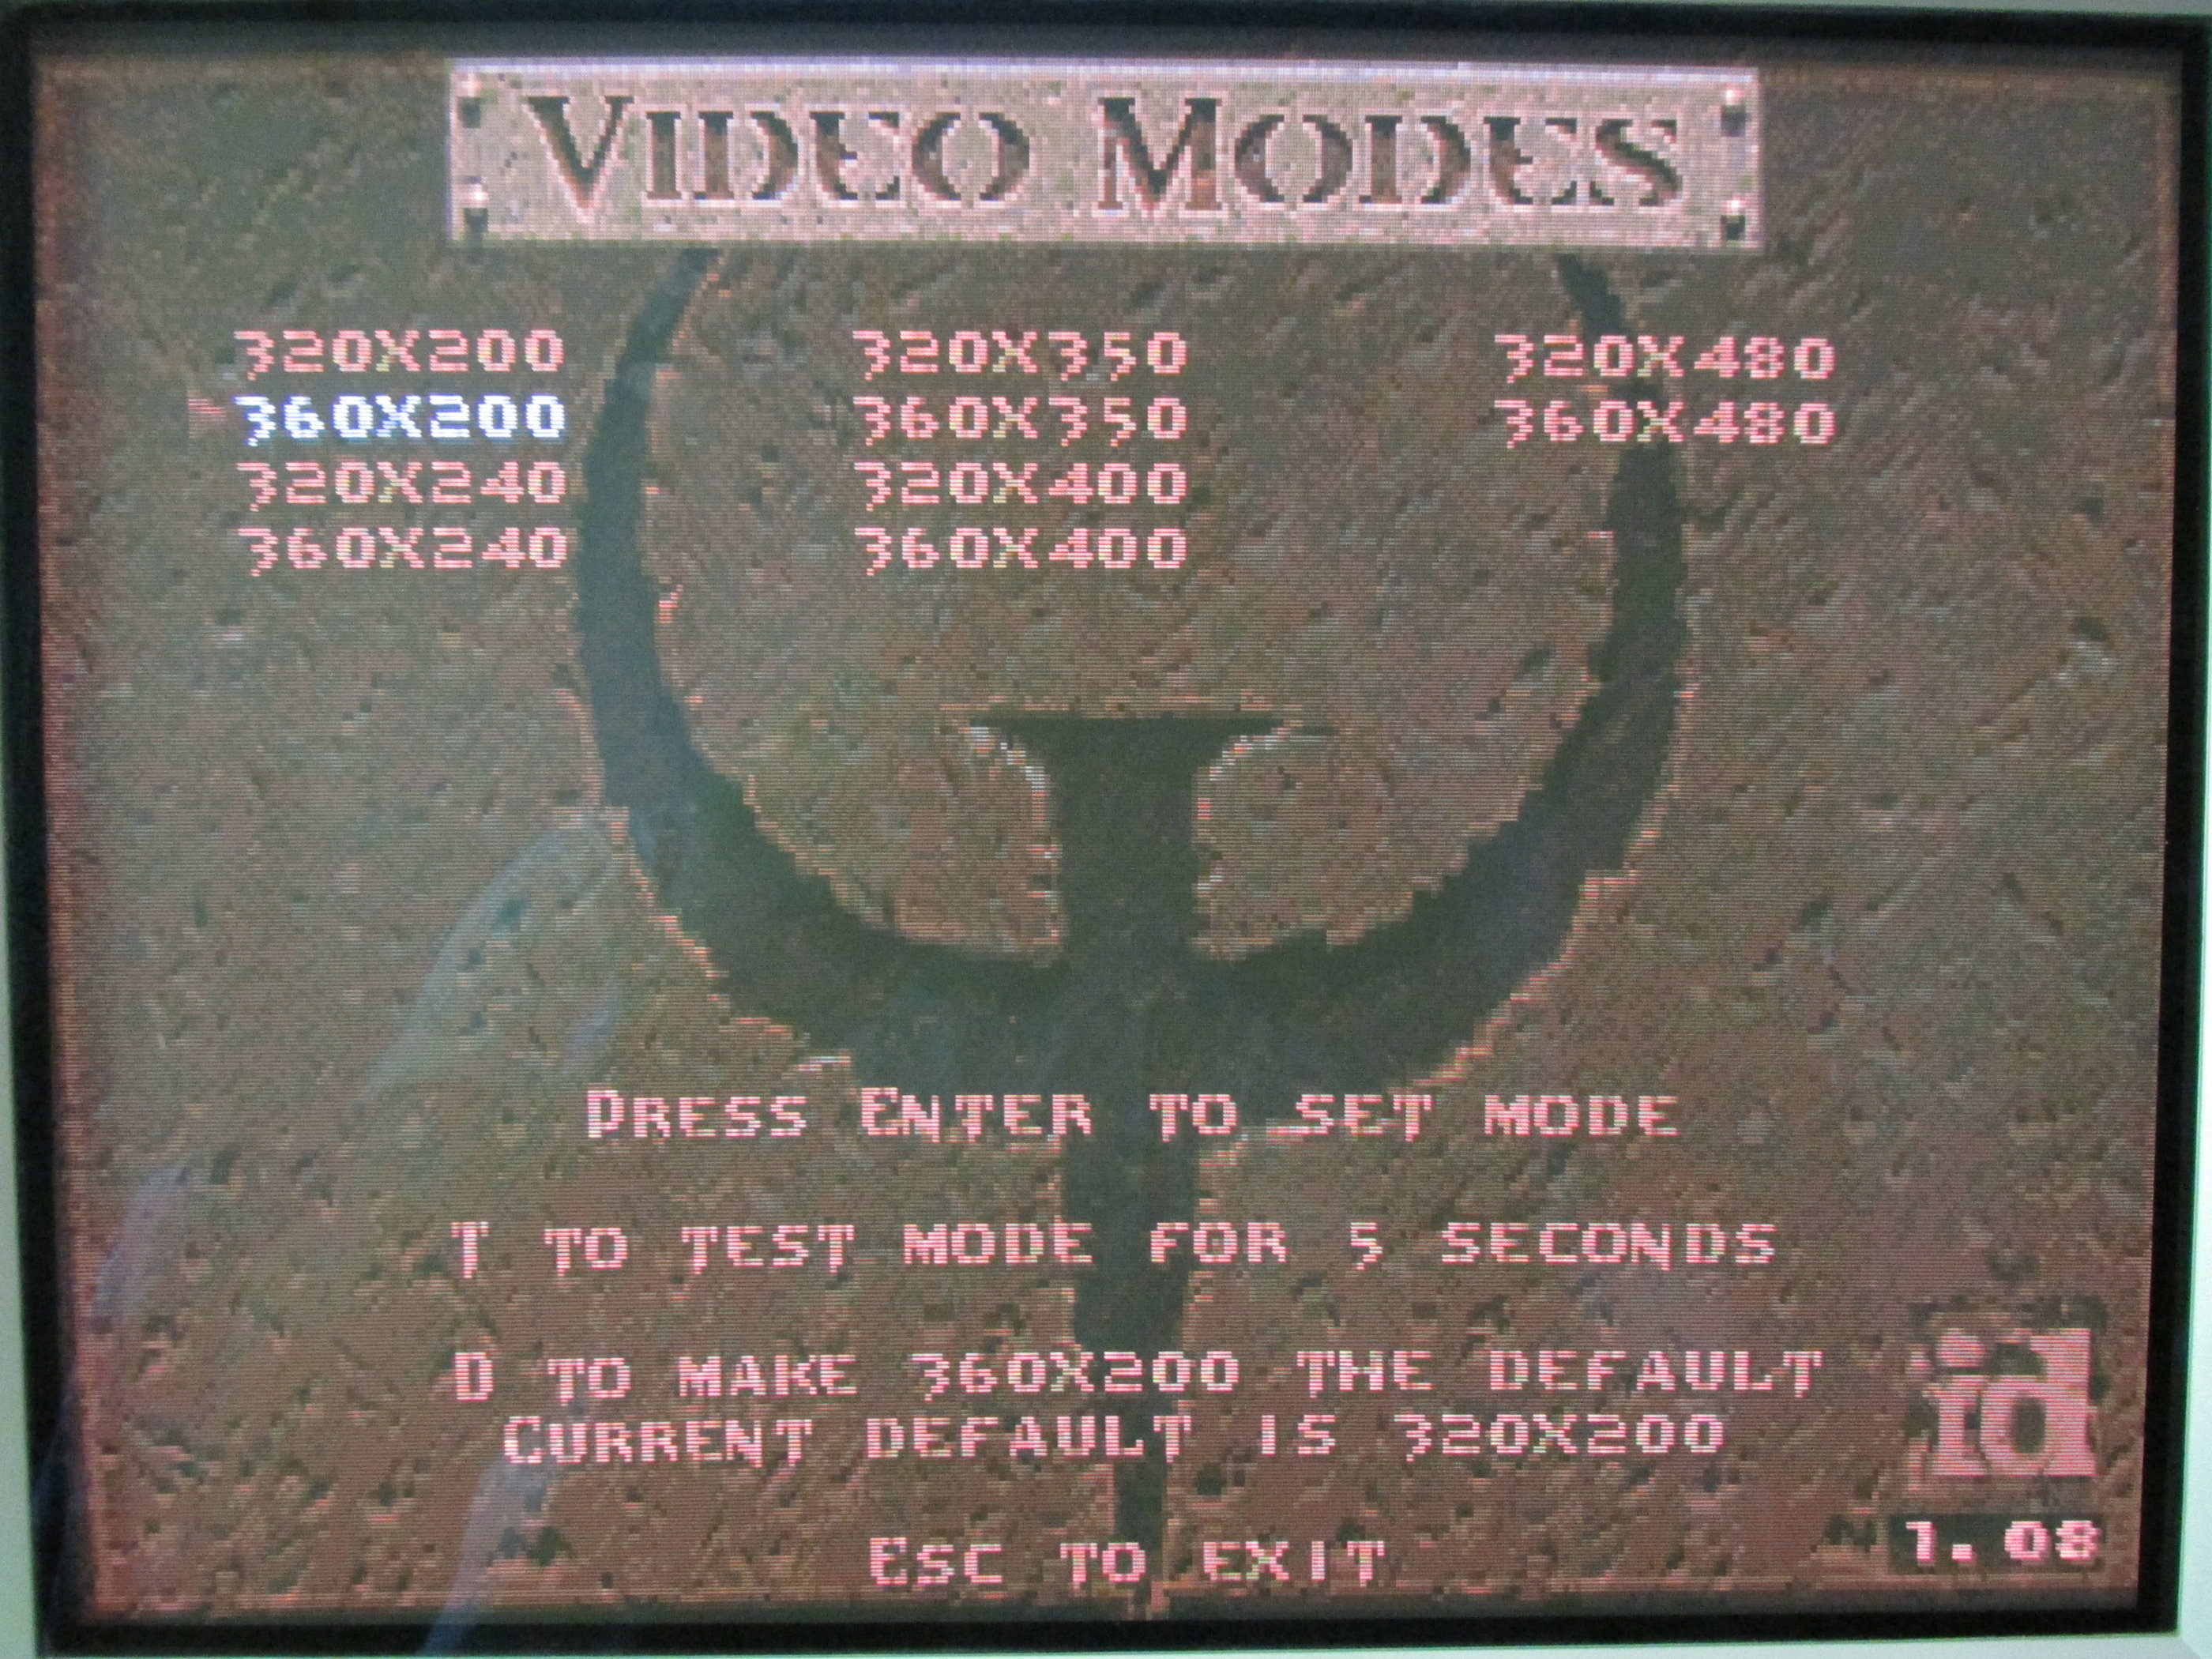 VIDEO MODES
320X200 320X350 320X480
360X200 360X350 360X480
320X240 320X400
360X240 360X400
PRESS ENTER TO SET MODE
T TO TEST MODE FOR 5 SECONDS
D TO MAKE 360X200 THE DEFAULT
CURRENT DEFAULT IS 320X200
id
ESC TO EXIT
1.08